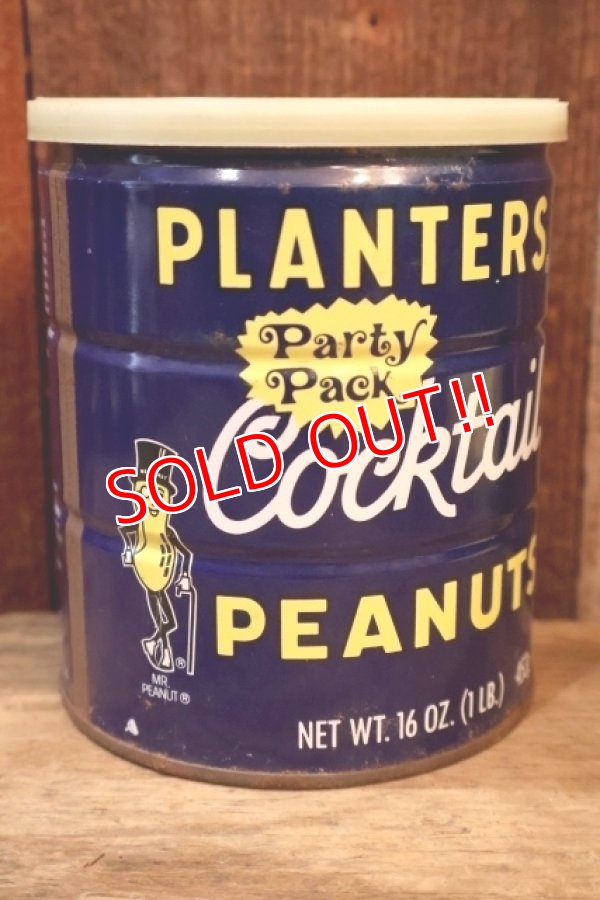 PLANTERS
Party
Pack
Cocktail
SOLD OUT!!
PEANUTS
MR.
PEANUT®
NET WT. 16 OZ. (1 LB.)